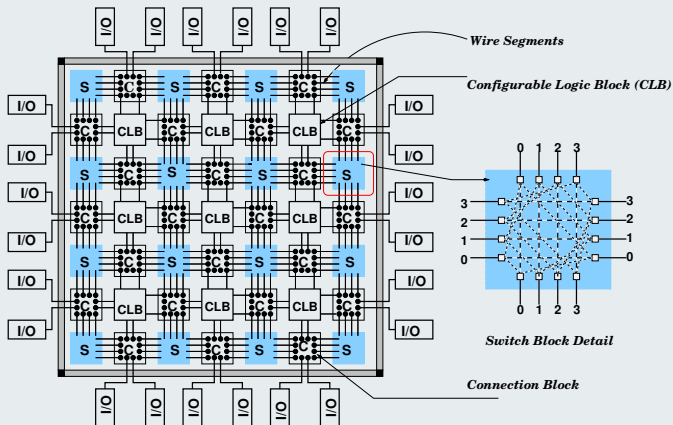 I/O I/O I/O I/O I/O I/O
Wire Segments
S C S C S C S
Configurable Logic Block (CLB)
I/O I/O
C CLB C CLB C CLB C
I/O I/O
S C S C S C S
0 1 2 3
I/O I/O
3 3
C CLB C CLB C CLB C
2 2
I/O I/O
1 1
S C S C S C S
0 0
I/O I/O
C CLB C CLB C CLB C
0 1 2 3
I/O I/O
S C S C S C S
Switch Block Detail
Connection Block
I/O I/O I/O I/O I/O I/O